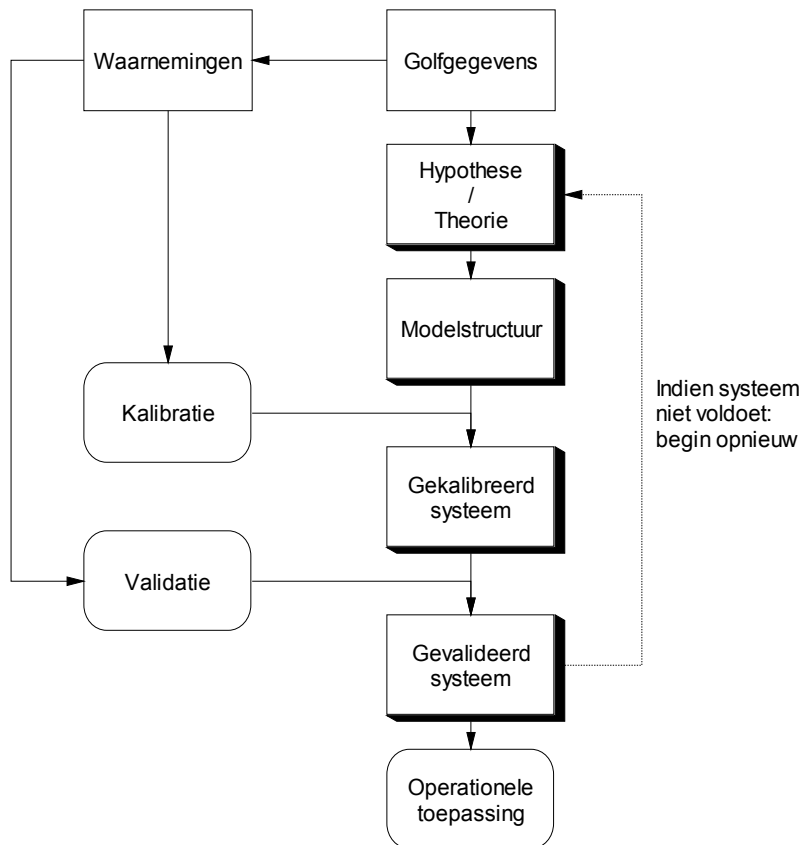 Waarnemingen
Golfgegevens
Hypothese
/
Theorie
Modelstructuur
Kalibratie
Indien systeem
niet voldoet:
begin opnieuw
Gekalibreerd
systeem
Validatie
Gevalideerd
systeem
Operationele
toepassing